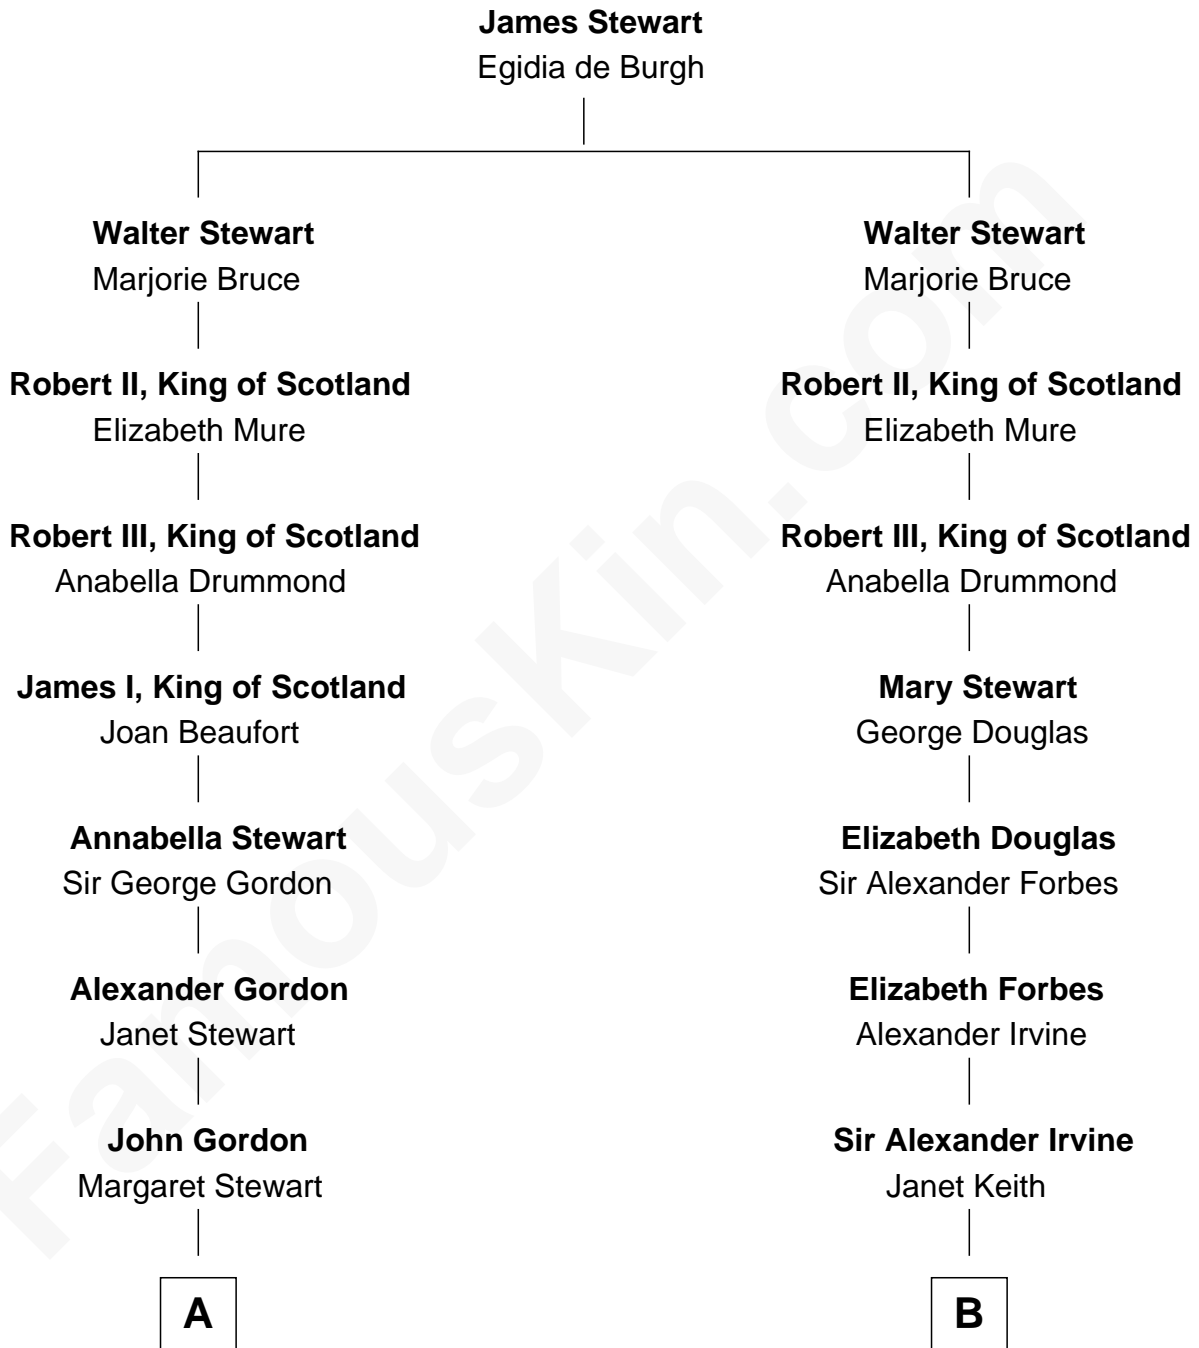 James Stewart
Egidia de Burgh
Walter Stewart
Marjorie Bruce
Walter Stewart
Marjorie Bruce
Robert II, King of Scotland
Elizabeth Mure
Robert II, King of Scotland
Elizabeth Mure
Robert III, King of Scotland
Anabella Drummond
Robert III, King of Scotland
Anabella Drummond
James I, King of Scotland
Joan Beaufort
Mary Stewart
George Douglas
Annabella Stewart
Sir George Gordon
Elizabeth Douglas
Sir Alexander Forbes
Alexander Gordon
Janet Stewart
Elizabeth Forbes
Alexander Irvine
John Gordon
Margaret Stewart
Sir Alexander Irvine
Janet Keith
A
B
FamousKin.com